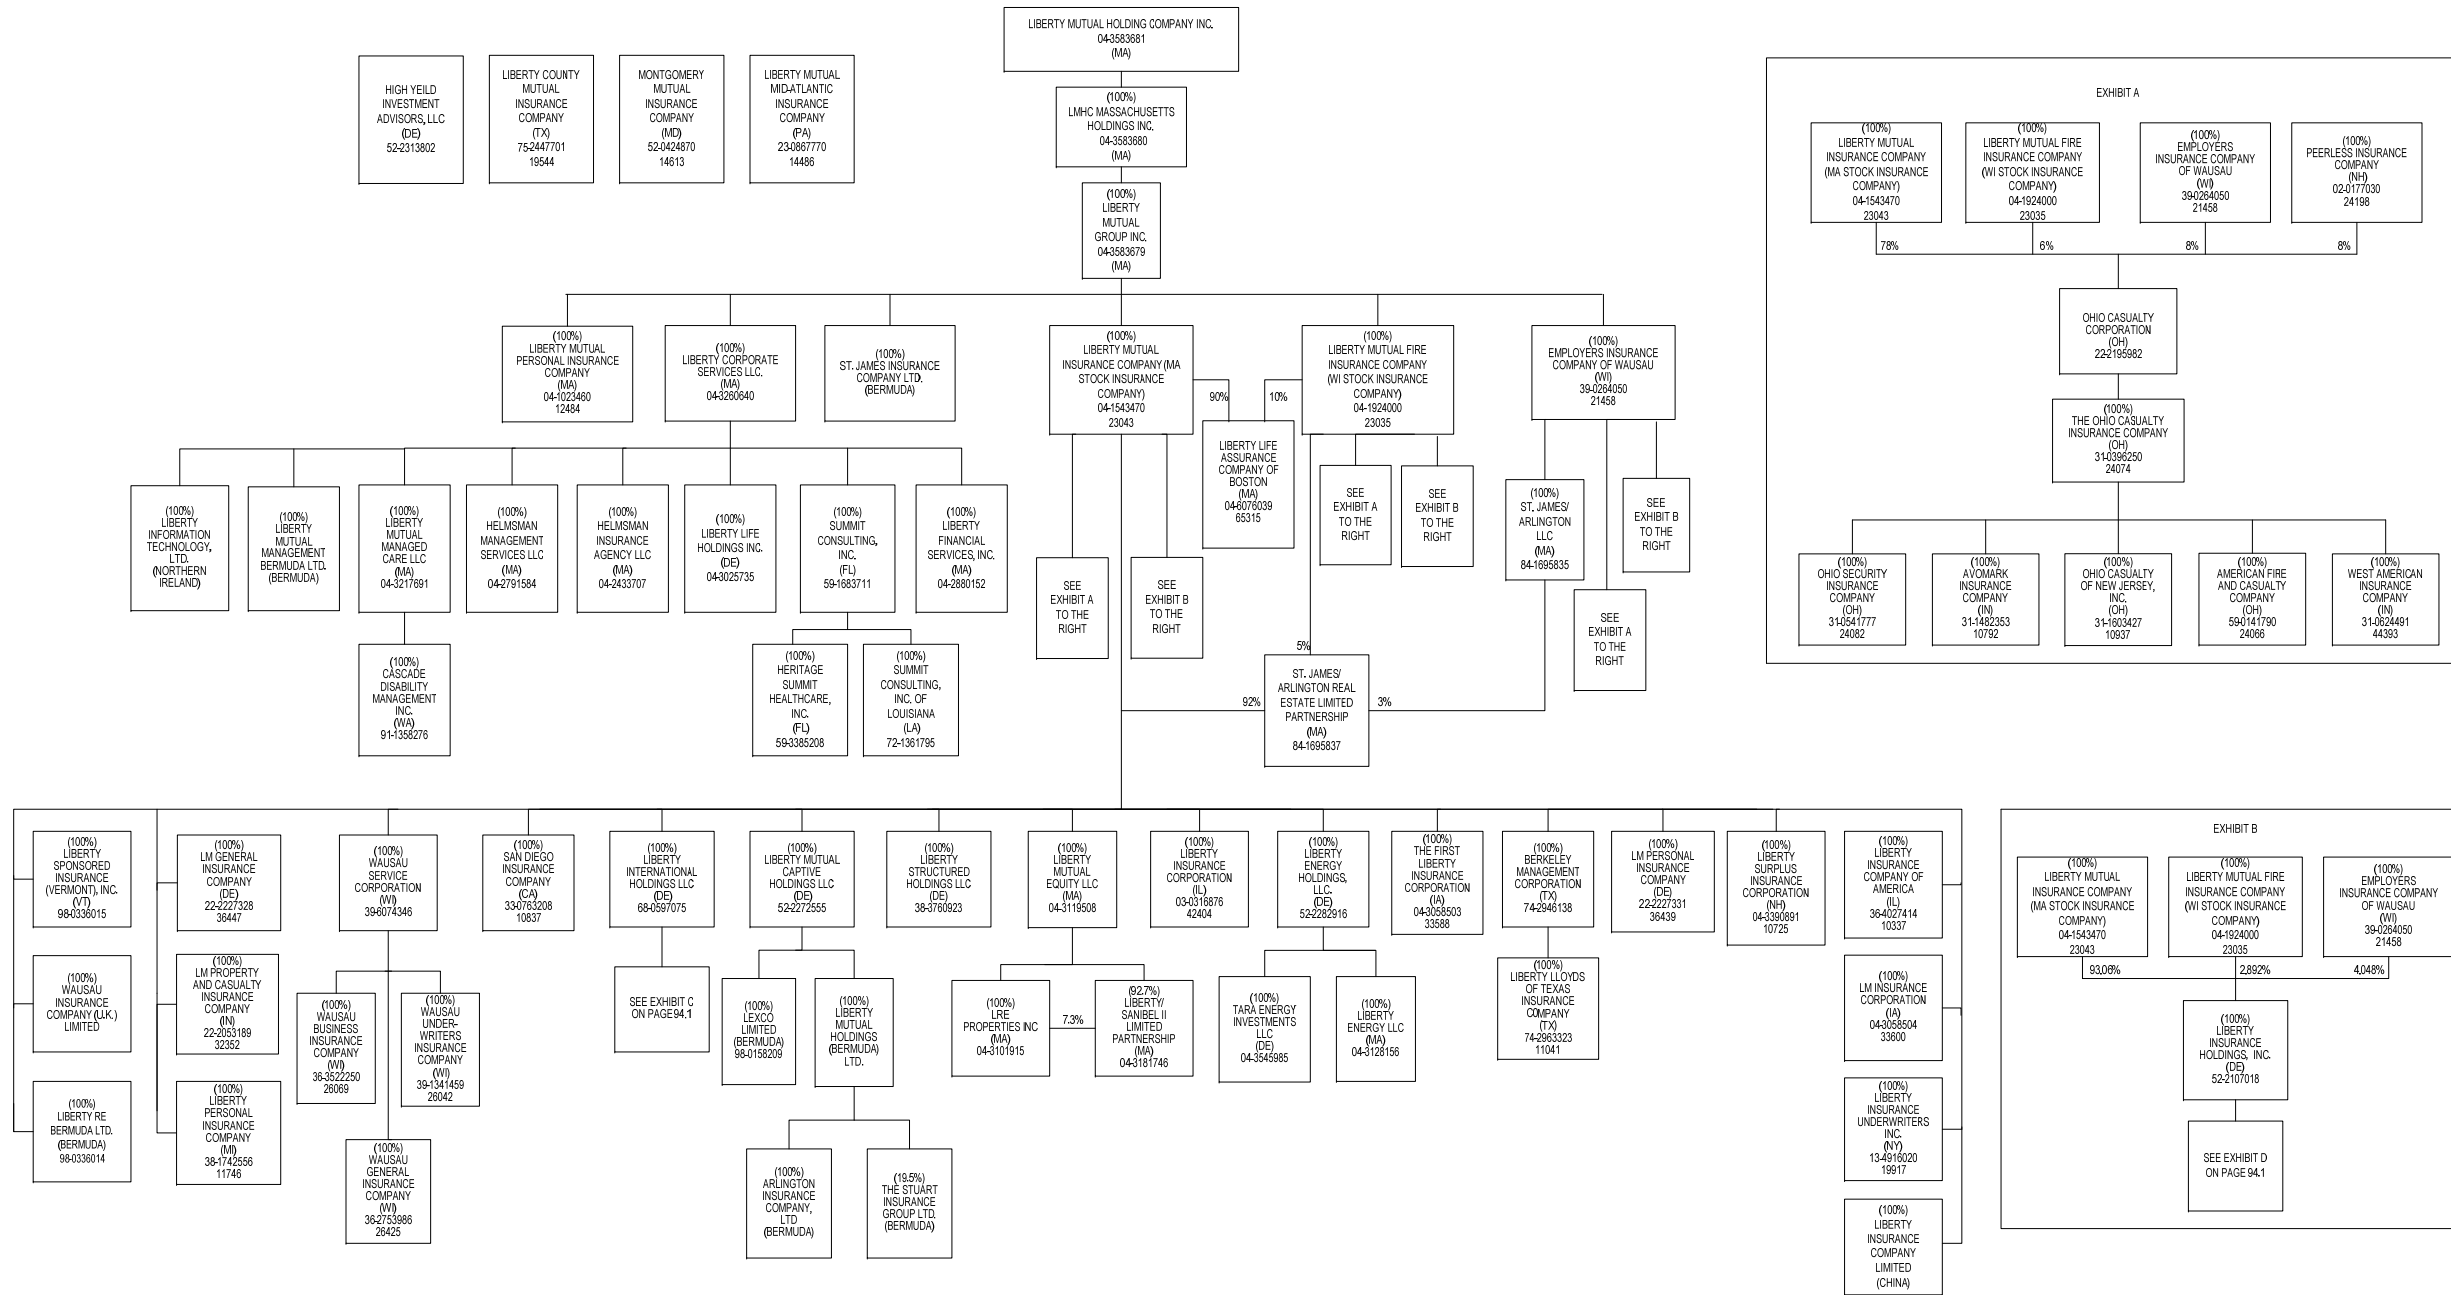 LIBERTY MUTUAL HOLDING COMPANY INC.
04-3583681
(MA)
HIGH YEILD
INVESTMENT
ADVISORS, LLC
(DE)
52-2313802
LIBERTY COUNTY
MUTUAL
INSURANCE
COMPANY
(TX)
75-2447701
19544
MONTGOMERY
MUTUAL
INSURANCE
COMPANY
(MD)
52-0424870
14613
LIBERTY MUTUAL
MID-ATLANTIC
INSURANCE
COMPANY
(PA)
23-0867770
14486
(100%)
LMHC MASSACHUSETTS
HOLDINGS INC.
04-3583680
(MA)
(100%)
LIBERTY
MUTUAL
GROUP INC.
04-3583679
(MA)
(100%)
LIBERTY MUTUAL
PERSONAL INSURANCE
COMPANY
(MA)
04-1023460
12484
(100%)
LIBERTY CORPORATE
SERVICES LLC.
(MA)
04-3260640
(100%)
ST. JAMES INSURANCE
COMPANY LTD.
(BERMUDA)
(100%)
LIBERTY MUTUAL
INSURANCE COMPANY (MA
STOCK INSURANCE
COMPANY)
04-1543470
23043
(100%)
LIBERTY MUTUAL FIRE
INSURANCE COMPANY
(WI STOCK INSURANCE
COMPANY)
04-1924000
23035
(100%)
EMPLOYERS INSURANCE
COMPANY OF WAUSAU
(WI)
39-0264050
21458
90%
10%
LIBERTY LIFE
ASSURANCE
COMPANY OF
BOSTON
(MA)
04-6076039
65315
(100%)
LIBERTY
INFORMATION
TECHNOLOGY,
LTD.
(NORTHERN
IRELAND)
(100%)
LIBERTY
MUTUAL
MANAGEMENT
BERMUDA LTD.
(BERMUDA)
(100%)
LIBERTY
MUTUAL
MANAGED
CARE LLC
(MA)
04-3217691
(100%)
HELMSMAN
MANAGEMENT
SERVICES LLC
(MA)
04-2791584
(100%)
HELMSMAN
INSURANCE
AGENCY LLC
(MA)
04-2433707
(100%)
LIBERTY LIFE
HOLDINGS INC.
(DE)
04-3025735
(100%)
SUMMIT
CONSULTING,
INC.
(FL)
59-1683711
(100%)
LIBERTY
FINANCIAL
SERVICES, INC.
(MA)
04-2880152
(100%)
CASCADE
DISABILITY
MANAGEMENT
INC.
(WA)
91-1358276
(100%)
HERITAGE
SUMMIT
HEALTHCARE,
INC.
(FL)
59-3385208
(100%)
SUMMIT
CONSULTING,
INC. OF
LOUISIANA
(LA)
72-1361795
SEE
EXHIBIT A
TO THE
RIGHT
SEE
EXHIBIT B
TO THE
RIGHT
SEE
EXHIBIT A
TO THE
RIGHT
SEE
EXHIBIT B
TO THE
RIGHT
(100%)
ST. JAMES/
ARLINGTON
LLC
(MA)
84-1695835
SEE
EXHIBIT A
TO THE
RIGHT
SEE
EXHIBIT B
TO THE
RIGHT
5%
92%
ST. JAMES/
ARLINGTON REAL
ESTATE LIMITED
PARTNERSHIP
(MA)
84-1695837
3%
EXHIBIT A
(100%)
LIBERTY MUTUAL
INSURANCE COMPANY
(MA STOCK INSURANCE
COMPANY)
04-1543470
23043
(100%)
LIBERTY MUTUAL FIRE
INSURANCE COMPANY
(WI STOCK INSURANCE
COMPANY)
04-1924000
23035
(100%)
EMPLOYERS
INSURANCE COMPANY
OF WAUSAU
(WI)
39-0264050
21458
(100%)
PEERLESS INSURANCE
COMPANY
(NH)
02-0177030
24198
78%
6%
8%
8%
OHIO CASUALTY
CORPORATION
(OH)
22-2195982
(100%)
THE OHIO CASUALTY
INSURANCE COMPANY
(OH)
31-0396250
24074
(100%)
OHIO SECURITY
INSURANCE
COMPANY
(OH)
31-0541777
24082
(100%)
AVOMARK
INSURANCE
COMPANY
(IN)
31-1482353
10792
(100%)
OHIO CASUALTY
OF NEW JERSEY,
INC.
(OH)
31-1603427
10937
(100%)
AMERICAN FIRE
AND CASUALTY
COMPANY
(OH)
59-0141790
24066
(100%)
WEST AMERICAN
INSURANCE
COMPANY
(IN)
31-0624491
44393
(100%)
LIBERTY
SPONSORED
INSURANCE
(VERMONT), INC.
(VT)
98-0336015
(100%)
WAUSAU
INSURANCE
COMPANY (U.K.)
LIMITED
(100%)
LIBERTY RE
BERMUDA LTD.
(BERMUDA)
98-0336014
(100%)
LM GENERAL
INSURANCE
COMPANY
(DE)
22-2227328
36447
(100%)
LM PROPERTY
AND CASUALTY
INSURANCE
COMPANY
(IN)
22-2053189
32352
(100%)
LIBERTY
PERSONAL
INSURANCE
COMPANY
(MI)
38-1742556
11746
(100%)
WAUSAU
SERVICE
CORPORATION
(WI)
39-6074346
(100%)
WAUSAU
BUSINESS
INSURANCE
COMPANY
(WI)
36-3522250
26069
(100%)
WAUSAU
UNDER-
WRITERS
INSURANCE
COMPANY
(WI)
39-1341459
26042
(100%)
WAUSAU
GENERAL
INSURANCE
COMPANY
(WI)
36-2753986
26425
(100%)
SAN DIEGO
INSURANCE
COMPANY
(CA)
33-0763208
10837
(100%)
LIBERTY
INTERNATIONAL
HOLDINGS LLC
(DE)
68-0597075
SEE EXHIBIT C
ON PAGE 94.1
(100%)
LIBERTY MUTUAL
CAPTIVE
HOLDINGS LLC
(DE)
52-2272555
(100%)
LEXCO
LIMITED
(BERMUDA)
98-0158209
(100%)
LIBERTY
MUTUAL
HOLDINGS
(BERMUDA)
LTD.
(100%)
ARLINGTON
INSURANCE
COMPANY,
LTD
(BERMUDA)
(19.5%)
THE STUART
INSURANCE
GROUP LTD.
(BERMUDA)
(100%)
LIBERTY
STRUCTURED
HOLDINGS LLC
(DE)
38-3760923
(100%)
LIBERTY
MUTUAL
EQUITY LLC
(MA)
04-3119508
(100%)
LRE
PROPERTIES INC
(MA)
04-3101915
7.3%
(92.7%)
LIBERTY/
SANIBEL II
LIMITED
PARTNERSHIP
(MA)
04-3181746
(100%)
LIBERTY
INSURANCE
CORPORATION
(IL)
03-0316876
42404
(100%)
LIBERTY
ENERGY
HOLDINGS,
LLC.
(DE)
52-2282916
(100%)
TARA ENERGY
INVESTMENTS
LLC
(DE)
04-3545985
(100%)
LIBERTY
ENERGY LLC
(MA)
04-3128156
(100%)
THE FIRST
LIBERTY
INSURANCE
CORPORATION
(IA)
04-3058503
33588
(100%)
BERKELEY
MANAGEMENT
CORPORATION
(TX)
74-2946138
(100%)
LIBERTY LLOYDS
OF TEXAS
INSURANCE
COMPANY
(TX)
74-2963323
11041
(100%)
LM PERSONAL
INSURANCE
COMPANY
(DE)
22-2227331
36439
(100%)
LIBERTY
SURPLUS
INSURANCE
CORPORATION
(NH)
04-3390891
10725
(100%)
LIBERTY
INSURANCE
COMPANY OF
AMERICA
(IL)
36-4027414
10337
(100%)
LM INSURANCE
CORPORATION
(IA)
04-3058504
33600
(100%)
LIBERTY
INSURANCE
UNDERWRITERS
INC.
(NY)
13-4916020
19917
(100%)
LIBERTY
INSURANCE
COMPANY
LIMITED
(CHINA)
EXHIBIT B
(100%)
LIBERTY MUTUAL
INSURANCE COMPANY
(MA STOCK INSURANCE
COMPANY)
04-1543470
23043
(100%)
LIBERTY MUTUAL FIRE
INSURANCE COMPANY
(WI STOCK INSURANCE
COMPANY)
04-1924000
23035
(100%)
EMPLOYERS
INSURANCE COMPANY
OF WAUSAU
(WI)
39-0264050
21458
93.06%
2.892%
4.048%
(100%)
LIBERTY
INSURANCE
HOLDINGS, INC.
(DE)
52-2107018
SEE EXHIBIT D
ON PAGE 94.1